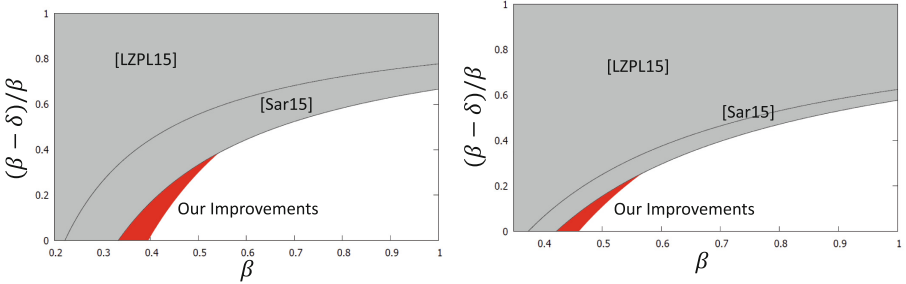 1
0.8
0.6
0.4
0.2
0
(β − δ)/β
[LZPL15]
[Sar15]
Our Improvements
0.2 0.3 0.4 0.5 0.6 0.7 0.8 0.9 1
β
1
0.8
0.6
0.4
0.2
0
(β − δ)/β
[LZPL15]
[Sar15]
Our Improvements
0.4 0.5 0.6 0.7 0.8 0.9 1
β